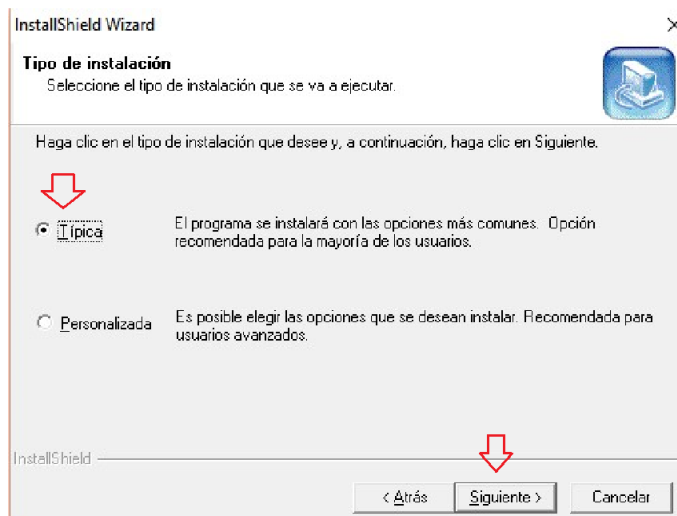 InstallShield Wizard
Tipo de instalación
Seleccione el tipo de instalación que se va a ejecutar.
Haga clic en el tipo de instalación que desee y, a continuación, haga clic en Siguiente.
Típica
El programa se instalará con las opciones más comunes. Opción
recomendada para la mayoría de los usuarios.
Personalizada
Es posible elegir las opciones que se desean instalar. Recomendada para
usuarios avanzados.
InstallShield
< Atrás
Siguiente >
Cancelar